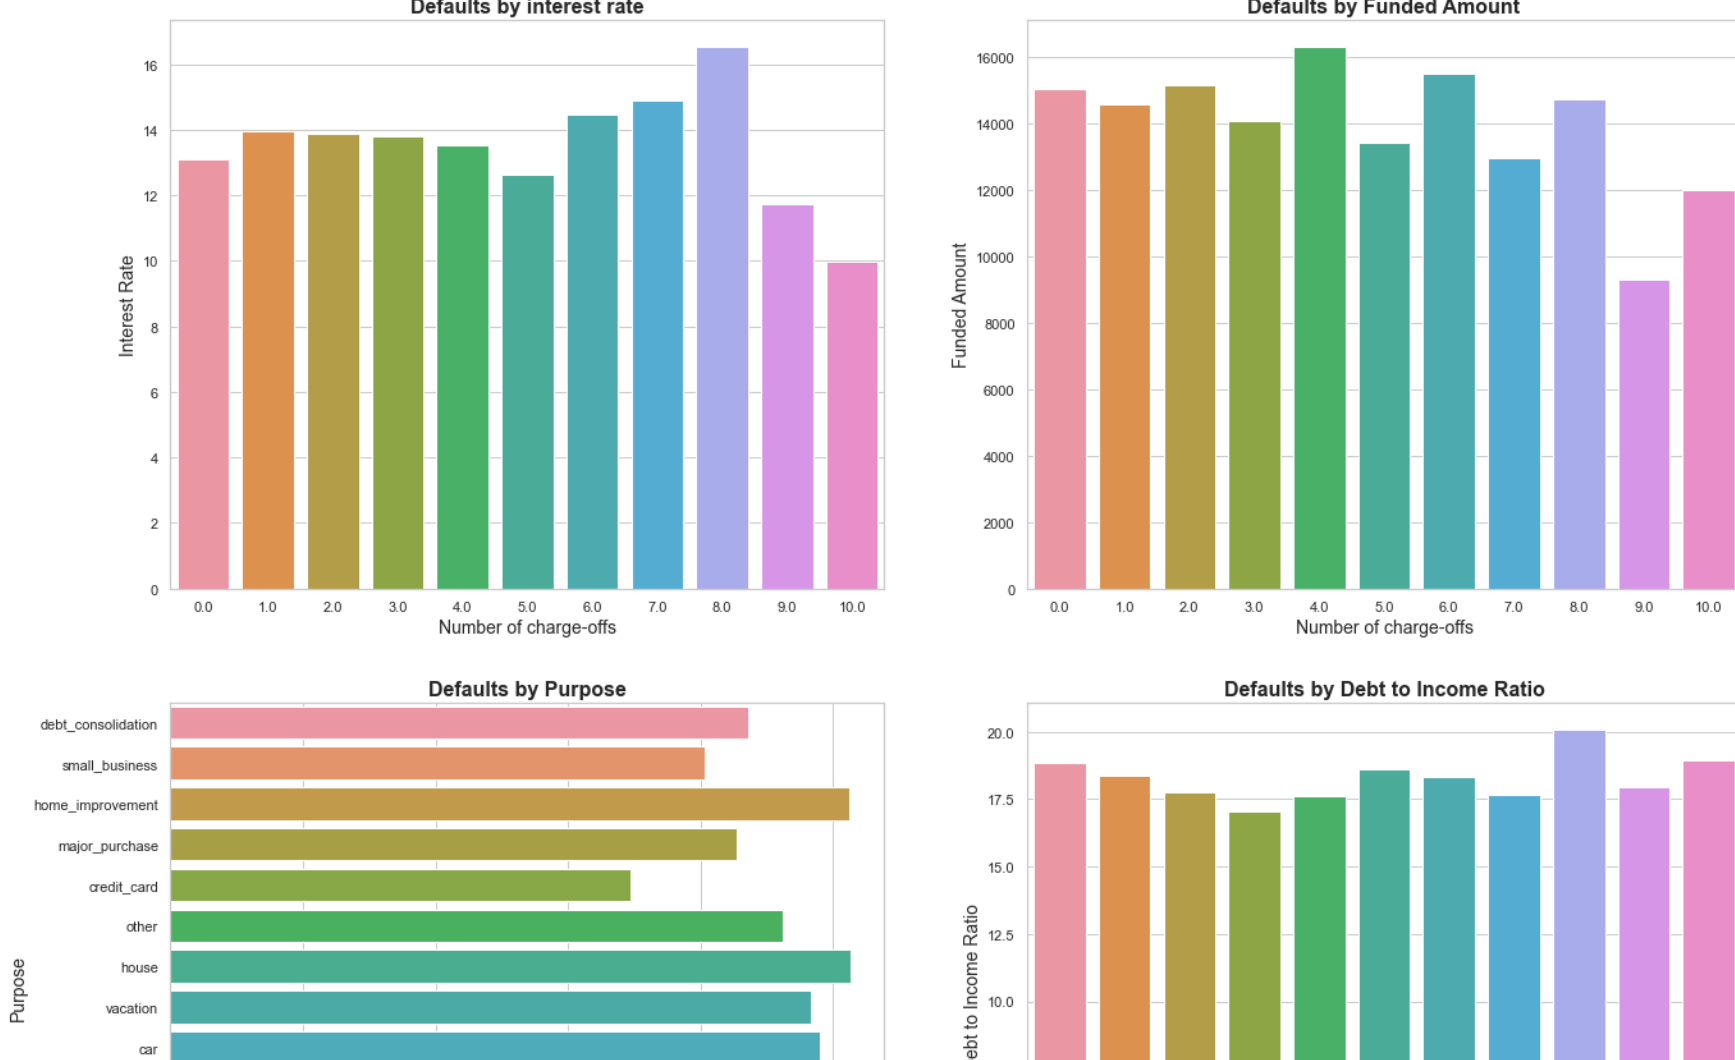 Defaults by interest rate
16
14
12
10
8
6
4
2
0
Interest Rate
0.0 1.0 2.0 3.0 4.0 5.0 6.0 7.0 8.0 9.0 10.0
Number of charge-offs
Defaults by Funded Amount
16000
14000
12000
10000
8000
6000
4000
2000
0
Funded Amount
0.0 1.0 2.0 3.0 4.0 5.0 6.0 7.0 8.0 9.0 10.0
Number of charge-offs
Defaults by Purpose
debt_consolidation
small_business
home_improvement
major_purchase
credit_card
other
house
vacation
car
Purpose
Defaults by Debt to Income Ratio
20.0
17.5
15.0
12.5
10.0
ebt to Income Ratio